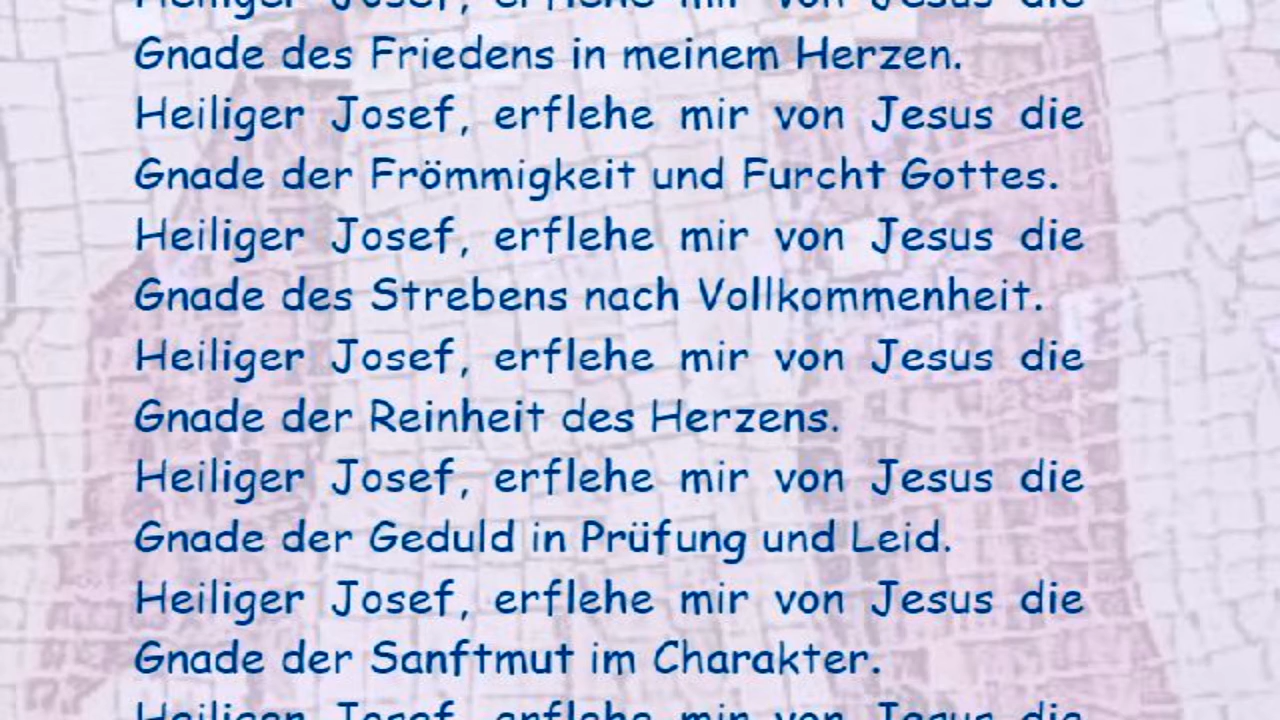 Heiliger Josef, erflehe mir von Jesus die
Gnade des Friedens in meinem Herzen.
Heiliger Josef, erflehe mir von Jesus die
Gnade der Frömmigkeit und Furcht Gottes.
Heiliger Josef, erflehe mir von Jesus die
Gnade des Strebens nach Vollkommenheit.
Heiliger Josef, erflehe mir von Jesus die
Gnade der Reinheit des Herzens.
Heiliger Josef, erflehe mir von Jesus die
Gnade der Geduld in Prüfung und Leid.
Heiliger Josef, erflehe mir von Jesus die
Gnade der Sanftmut im Charakter.
Heiliger Josef, erflehe mir von Jesus die